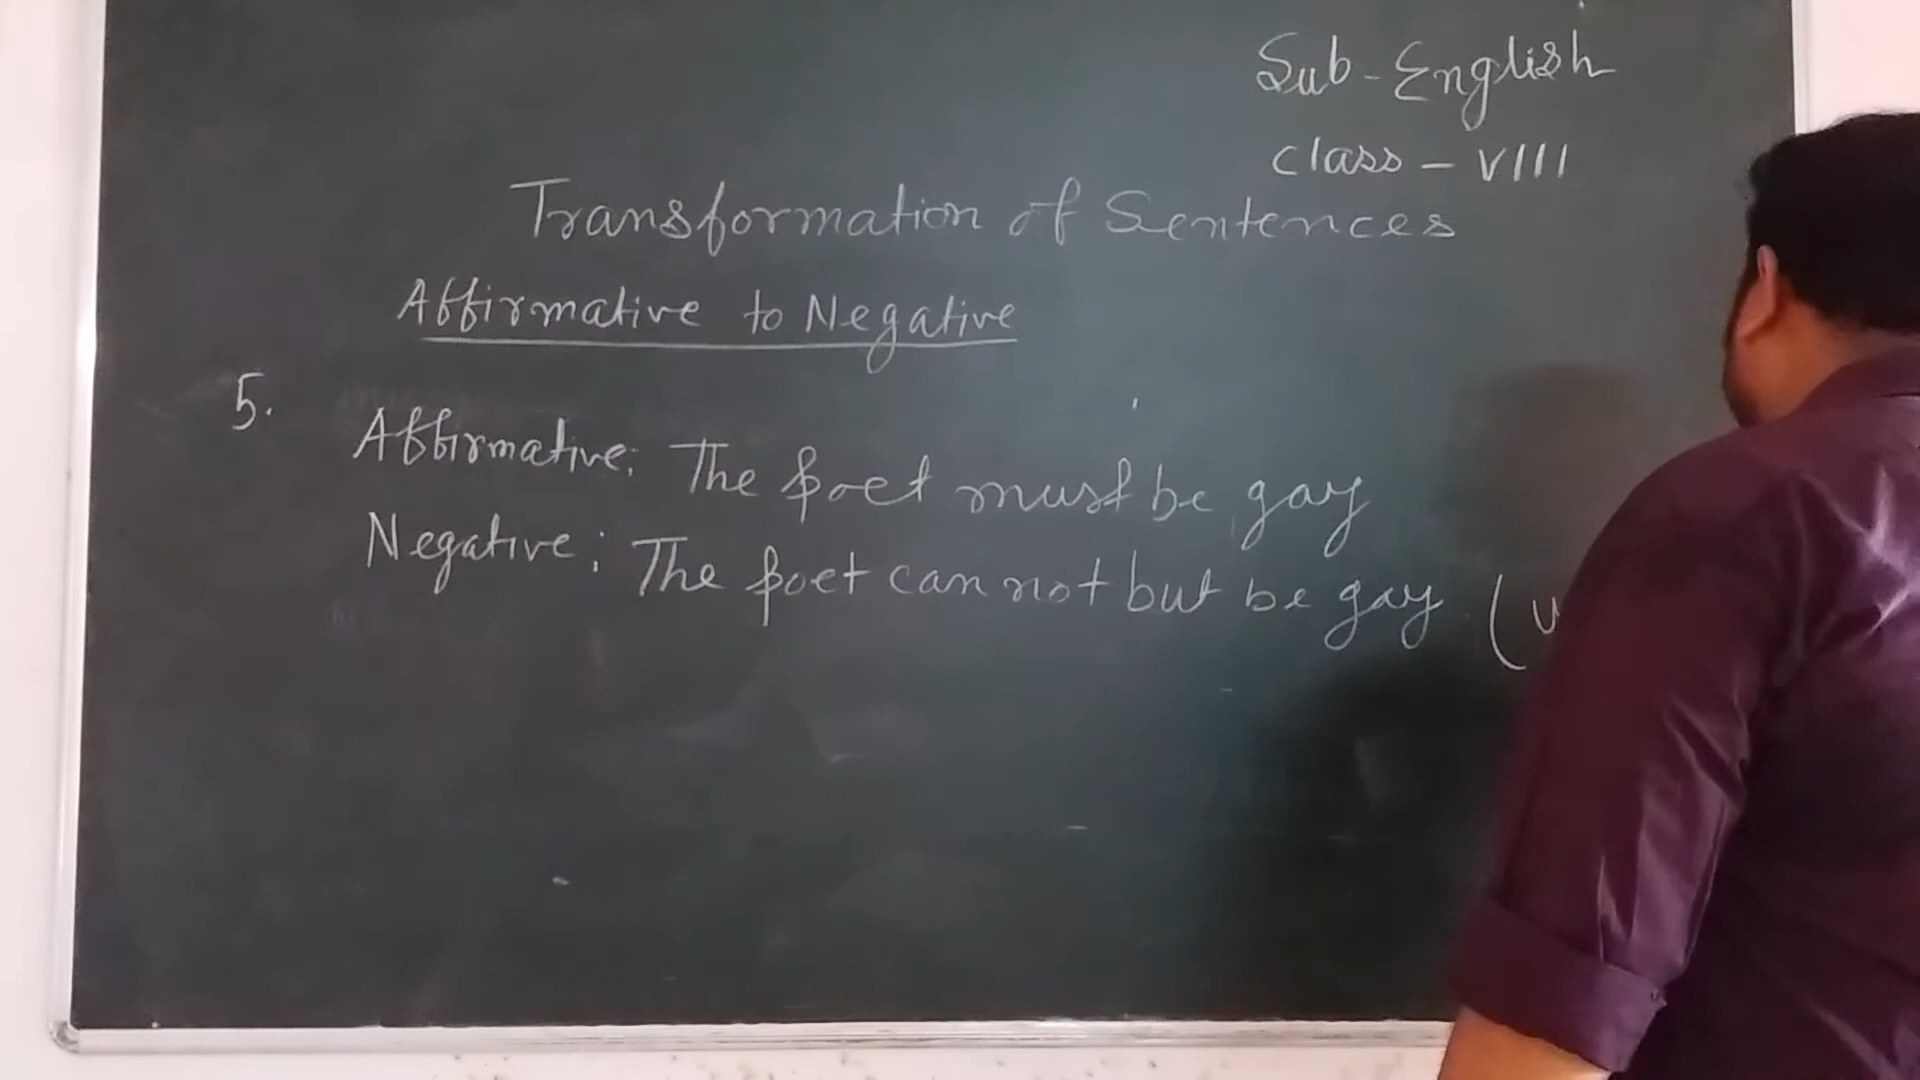 Sub - English
Class - VIII
Transformation of Sentences
Affirmative to Negative
5.
Affirmative: The poet must be gay
Negative: The poet can not but be gay (